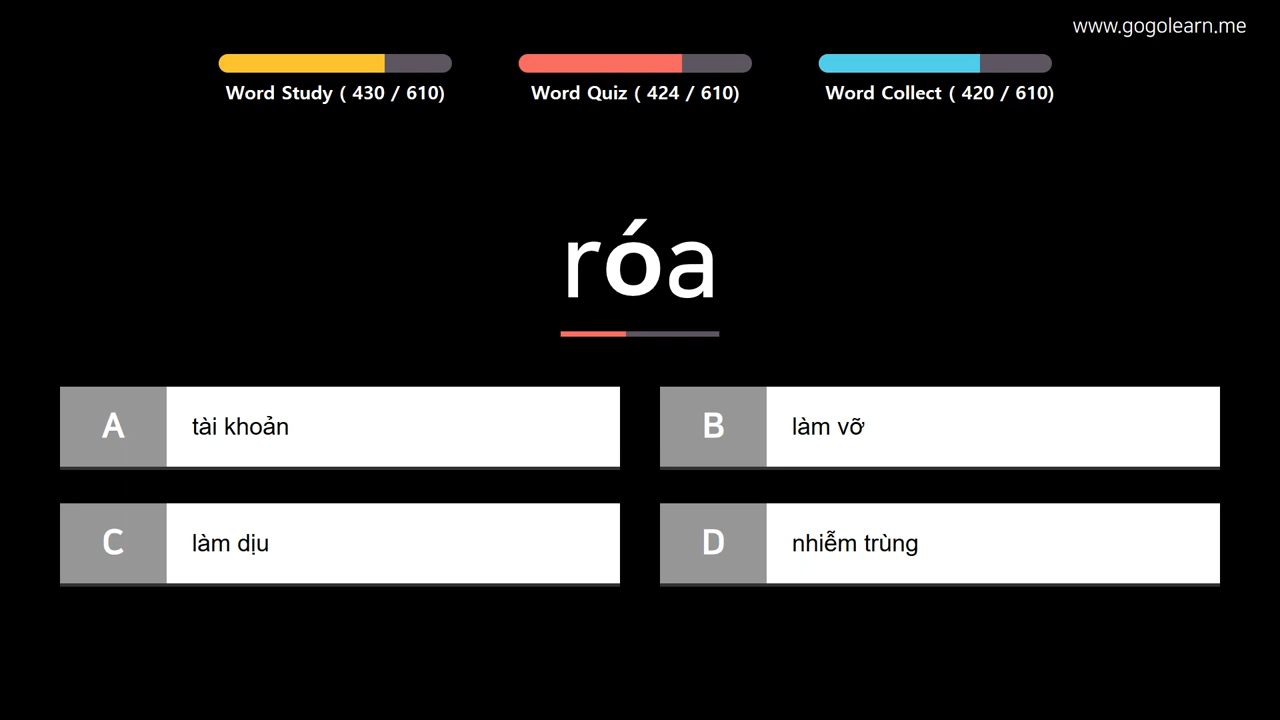 www.gogolearn.me
Word Study ( 430 / 610)
Word Quiz ( 424 / 610)
Word Collect ( 420 / 610)
róa
A tài khoản
B làm vỡ
C làm dịu
D nhiễm trùng